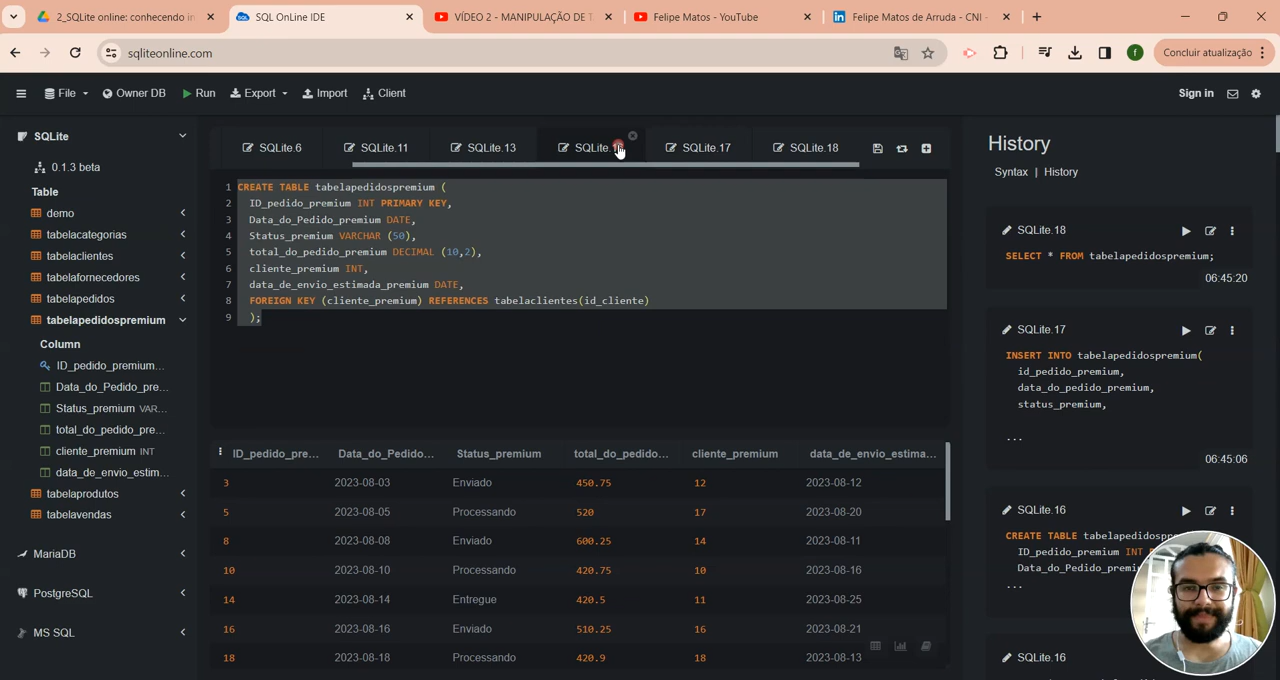 2_SQLite online: conhecendo in
SQL OnLine IDE
VÍDEO 2 - MANIPULAÇÃO DE T
Felipe Matos - YouTube
Felipe Matos de Arruda - CNI -
sqliteonline.com
f
Concluir atualização
File
Owner DB
Run
Export
Import
Client
Sign in
SQLite
0.1.3 beta
Table
demo
tabelacategorias
tabelaclientes
tabelafornecedores
tabelapedidos
tabelapedidospremium
Column
ID_pedido_premium...
Data_do_Pedido_pre...
Status_premium VAR...
total_do_pedido_pre...
cliente_premium INT
data_de_envio_estim...
tabelaprodutos
tabelavendas
MariaDB
PostgreSQL
MS SQL
SQLite.6
SQLite.11
SQLite.13
SQLite.
SQLite.17
SQLite.18
1 CREATE TABLE tabelapedidospremium (
2 ID_pedido_premium INT PRIMARY KEY,
3 Data_do_Pedido_premium DATE,
4 Status_premium VARCHAR (50),
5 total_do_pedido_premium DECIMAL (10,2),
6 cliente_premium INT,
7 data_de_envio_estimada_premium DATE,
8 FOREIGN KEY (cliente_premium) REFERENCES tabelaclientes(id_cliente)
9 );
ID_pedido_pre... Data_do_Pedido... Status_premium total_do_pedido... cliente_premium data_de_envio_estima...
3 2023-08-03 Enviado 450.75 12 2023-08-12
5 2023-08-05 Processando 520 17 2023-08-20
8 2023-08-08 Enviado 600.25 14 2023-08-11
10 2023-08-10 Processando 420.75 10 2023-08-16
14 2023-08-14 Entregue 420.5 11 2023-08-25
16 2023-08-16 Enviado 510.25 16 2023-08-21
18 2023-08-18 Processando 420.9 18 2023-08-13
History
Syntax | History
SQLite.18
SELECT * FROM tabelapedidospremium;
06:45:20
SQLite.17
INSERT INTO tabelapedidospremium(
id_pedido_premium,
data_do_pedido_premium,
status_premium,
...
06:45:06
SQLite.16
CREATE TABLE tabelapedidospr
ID_pedido_premium INT
Data_do_Pedido_premi
...
SQLite.16